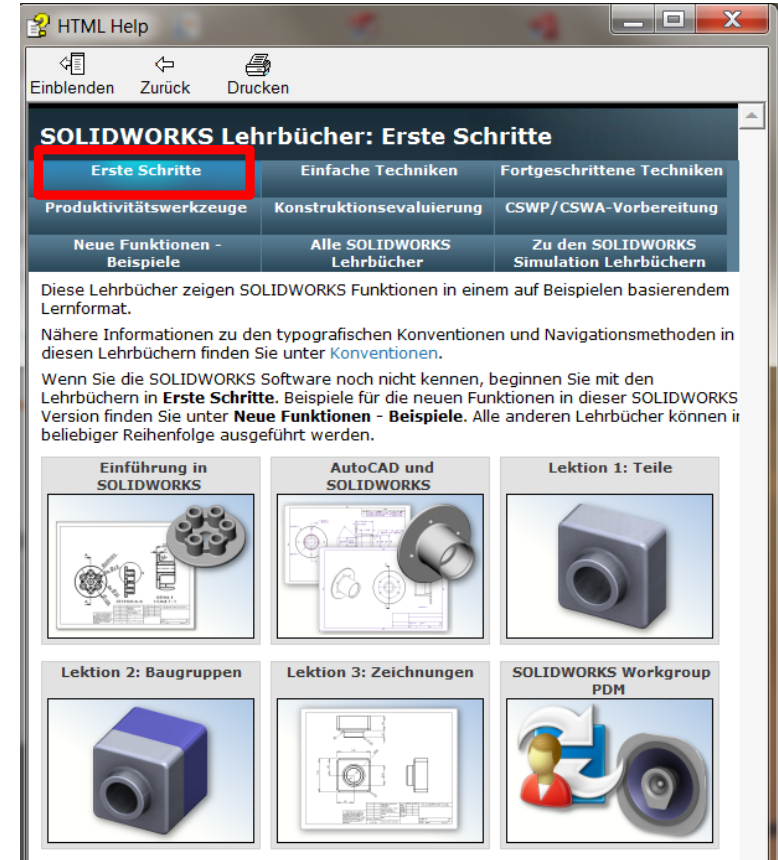 HTML Help
Einblenden Zurück Drucken
SOLIDWORKS Lehrbücher: Erste Schritte
Erste Schritte Einfache Techniken Fortgeschrittene Techniken
Produktivitätswerkzeuge Konstruktionsevaluierung CSWP/CSWA-Vorbereitung
Neue Funktionen - Beispiele Alle SOLIDWORKS Lehrbücher Zu den SOLIDWORKS Simulation Lehrbüchern
Diese Lehrbücher zeigen SOLIDWORKS Funktionen in einem auf Beispielen basierendem
Lernformat.
Nähere Informationen zu den typografischen Konventionen und Navigationsmethoden in
diesen Lehrbüchern finden Sie unter Konventionen.
Wenn Sie die SOLIDWORKS Software noch nicht kennen, beginnen Sie mit den
Lehrbüchern in Erste Schritte. Beispiele für die neuen Funktionen in dieser SOLIDWORKS
Version finden Sie unter Neue Funktionen - Beispiele. Alle anderen Lehrbücher können in
beliebiger Reihenfolge ausgeführt werden.
Einführung in
SOLIDWORKS
AutoCAD und
SOLIDWORKS
Lektion 1: Teile
Lektion 2: Baugruppen
Lektion 3: Zeichnungen
SOLIDWORKS Workgroup
PDM